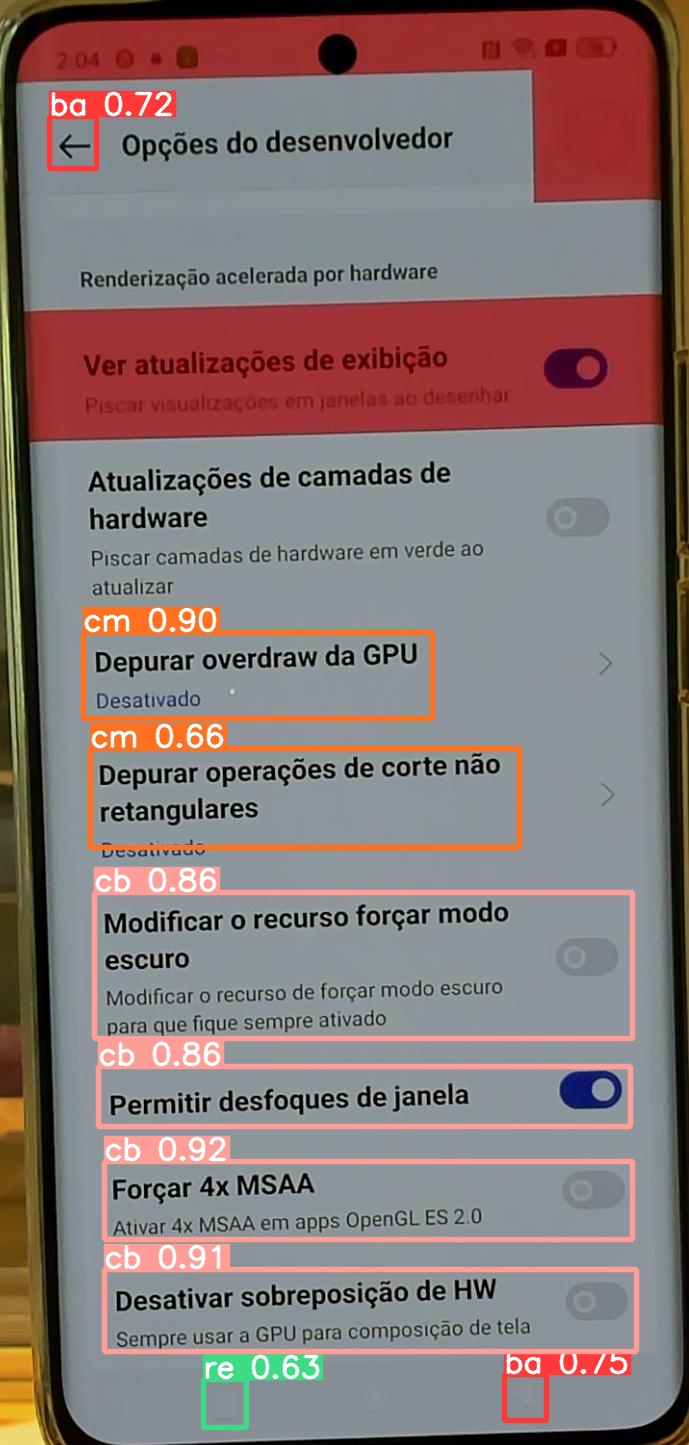 2:04
ba 0.72
Opções do desenvolvedor
Renderização acelerada por hardware
Ver atualizações de exibição
Piscar visualizações em janelas ao desenhar
Atualizações de camadas de
hardware
Piscar camadas de hardware em verde ao
atualizar
cm 0.90
Depurar overdraw da GPU
Desativado
cm 0.66
Depurar operações de corte não
retangulares
Desativado
cb 0.86
Modificar o recurso forçar modo
escuro
Modificar o recurso de forçar modo escuro
para que fique sempre ativado
cb 0.86
Permitir desfoques de janela
cb 0.92
Forçar 4x MSAA
Ativar 4x MSAA em apps OpenGL ES 2.0
cb 0.91
Desativar sobreposição de HW
Sempre usar a GPU para composição de tela
re 0.63
ba 0.75